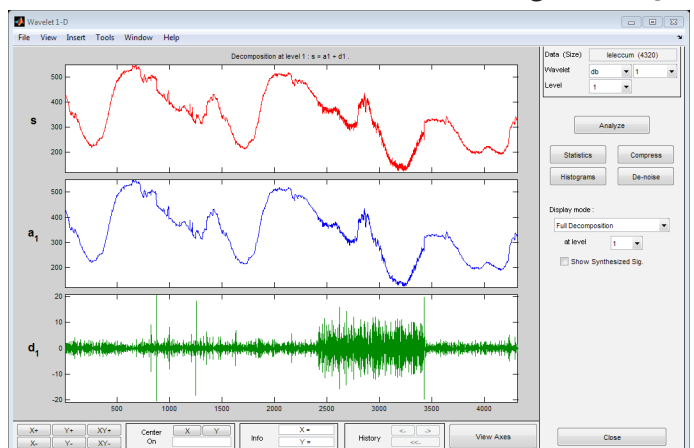 Wavelet 1-D
File View Insert Tools Window Help
Decomposition at level 1 : s = a1 + d1 .
500
400
300
200
s
500
400
300
200
a1
20
10
0
-10
-20
d1
500 1000 1500 2000 2500 3000 3500 4000
Data (Size) leleccum (4320)
Wavelet db 1
Level 1
Analyze
Statistics Compress
Histograms De-noise
Display mode :
Full Decomposition
at level 1
Show Synthesized Sig.
X+ Y+ XY+
X- Y- XY-
Center On X Y
Info X = Y =
History <- -> <<-
View Axes
Close